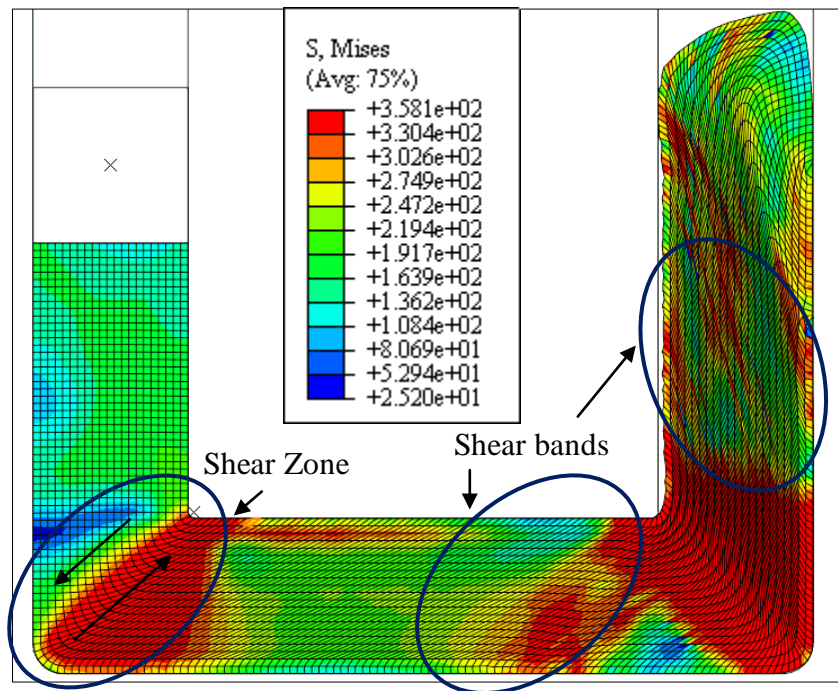 S, Mises
(Avg: 75%)
+3.581e+02
+3.304e+02
+3.026e+02
+2.749e+02
+2.472e+02
+2.194e+02
+1.917e+02
+1.639e+02
+1.362e+02
+1.084e+02
+8.069e+01
+5.294e+01
+2.520e+01
Shear Zone
Shear bands